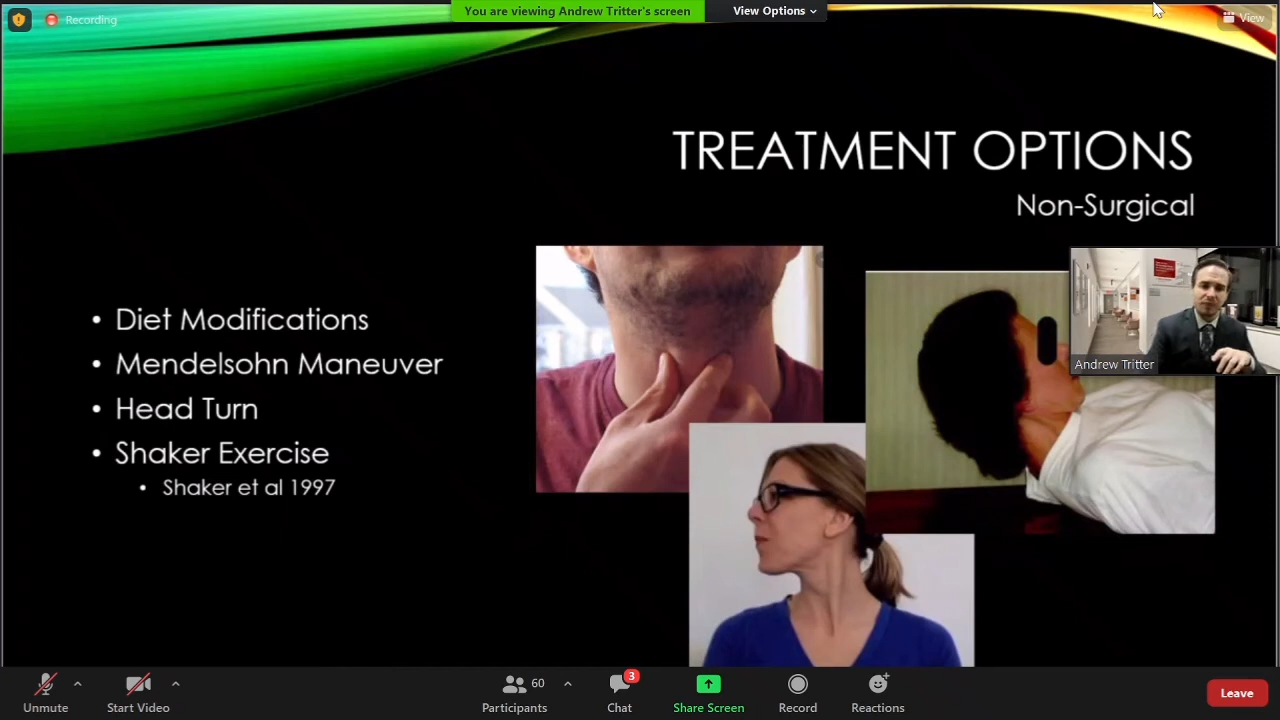 Recording
You are viewing Andrew Tritter's screen
View Options
View
TREATMENT OPTIONS
Non-Surgical
• Diet Modifications
• Mendelsohn Maneuver
• Head Turn
• Shaker Exercise
• Shaker et al 1997
Andrew Tritter
Unmute
Start Video
60
Participants
3
Chat
Share Screen
Record
Reactions
Leave